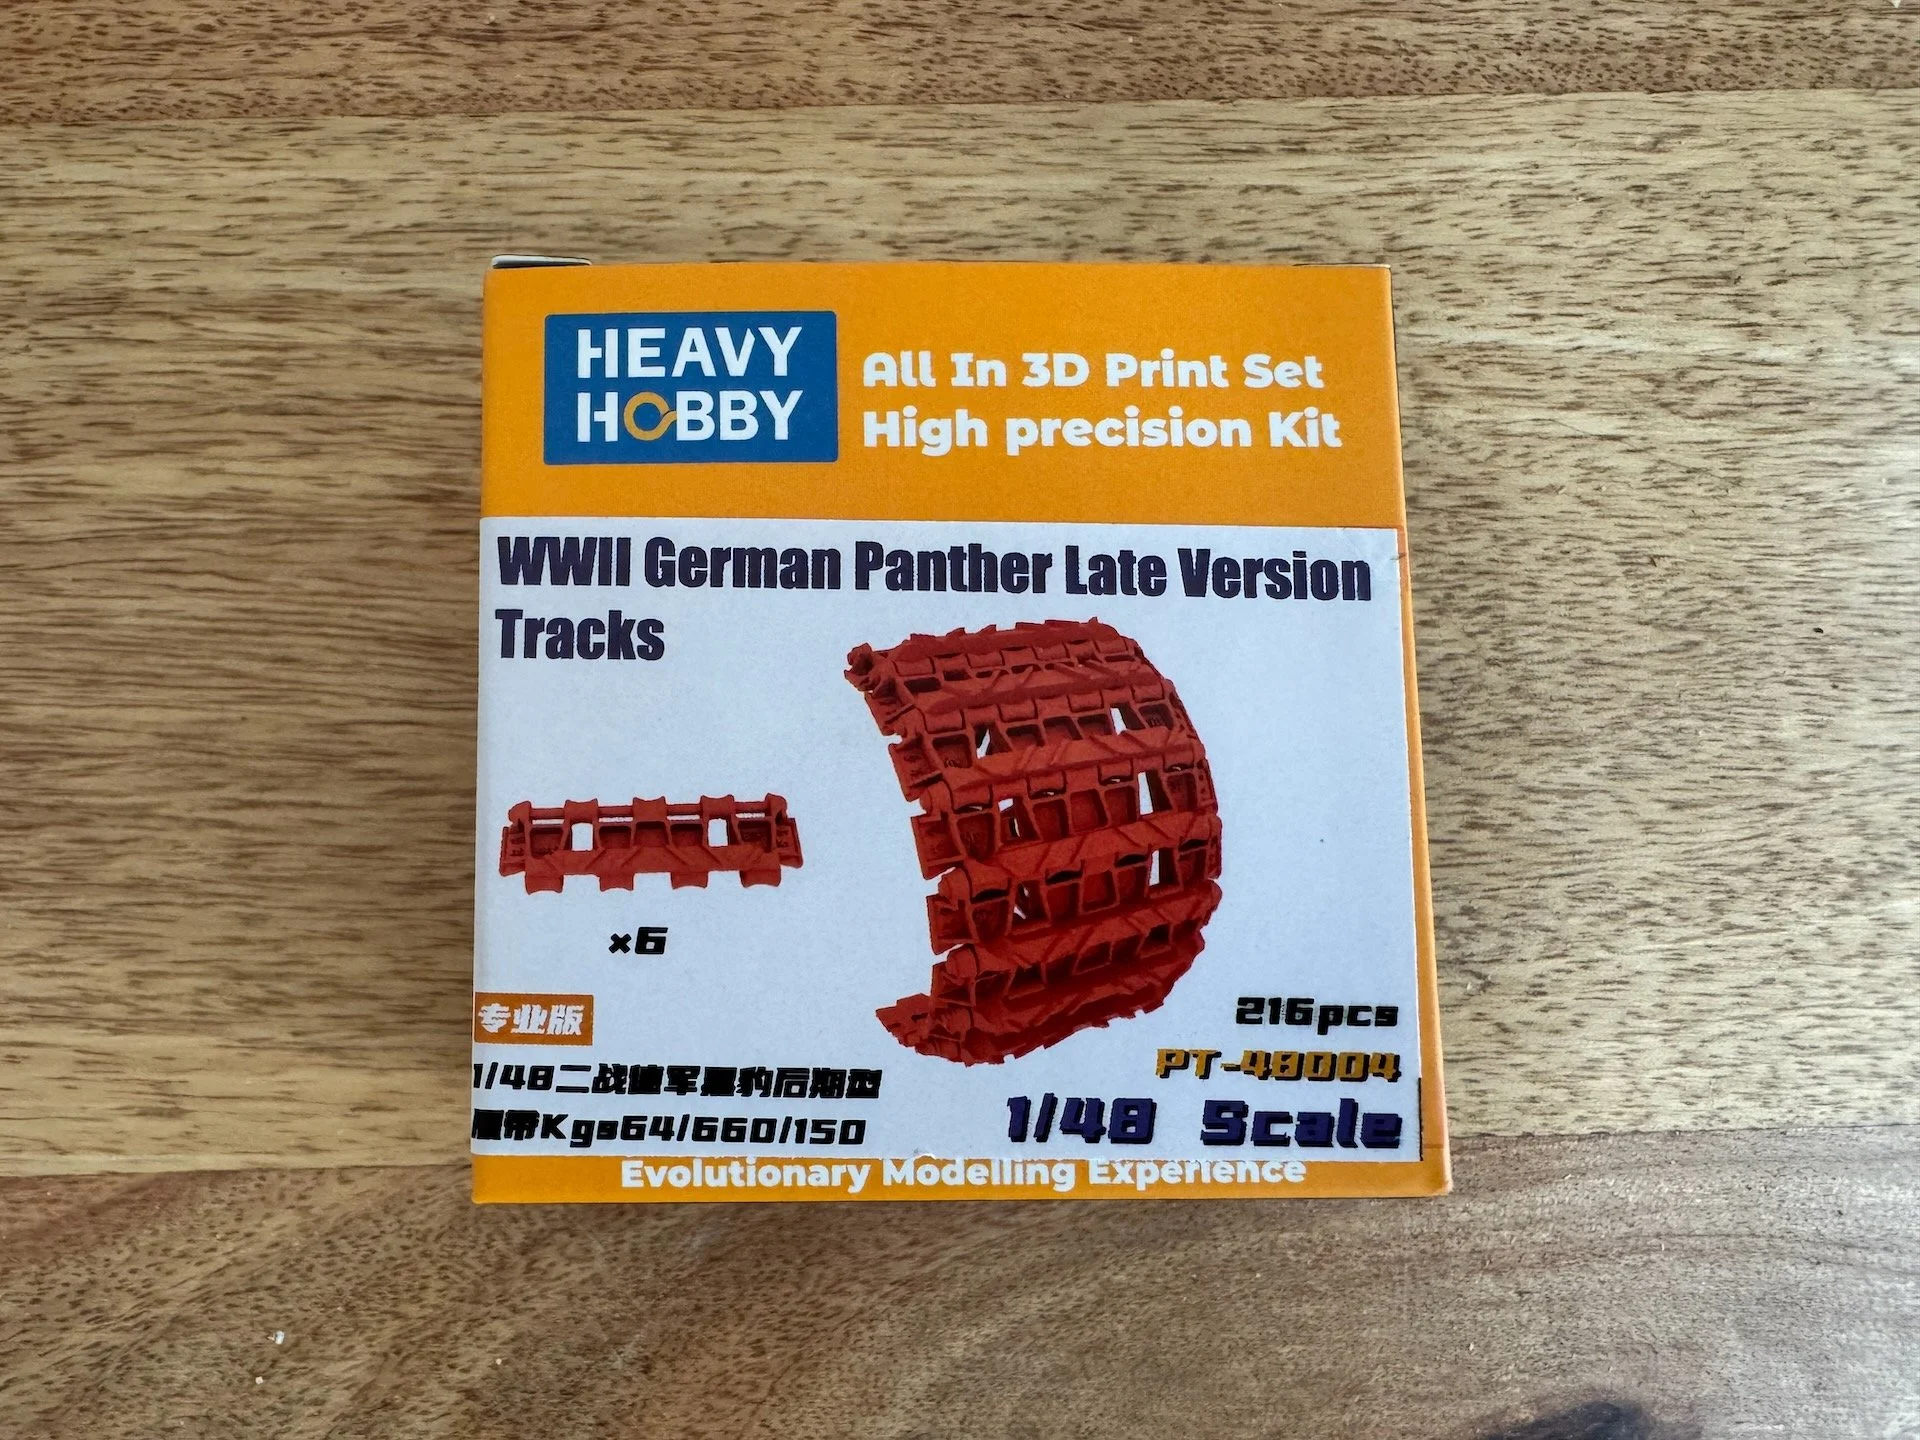 HEAVY
HOBBY
All In 3D Print Set
High precision Kit
WWII German Panther Late Version
Tracks
×6
专业版
216pcs
PT-48004
1/48二战德军黑豹后期型
履带Kgs64/660/150
1/48 Scale
Evolutionary Modelling Experience